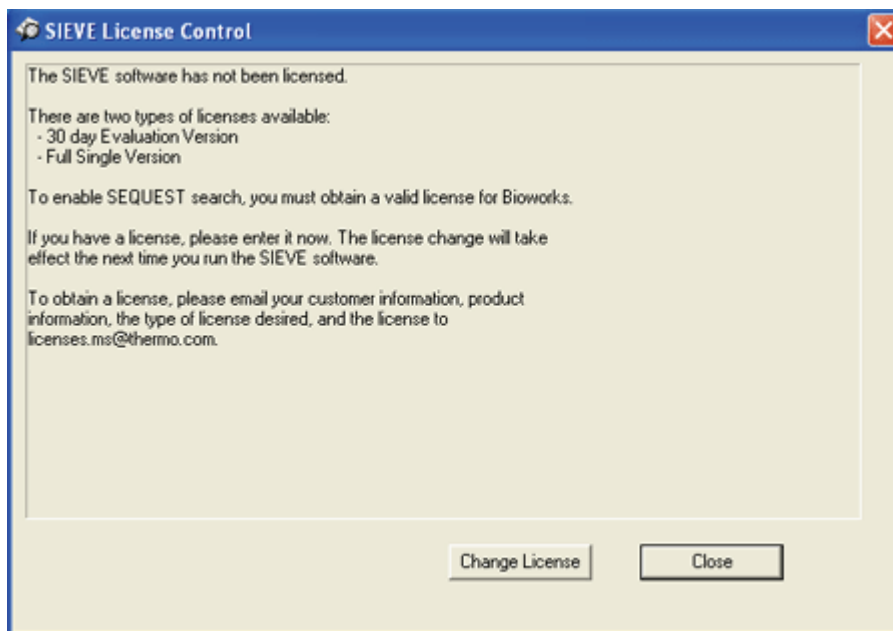 SIEVE License Control
The SIEVE software has not been licensed.
There are two types of licenses available:
- 30 day Evaluation Version
- Full Single Version
To enable SEQUEST search, you must obtain a valid license for Bioworks.
If you have a license, please enter it now. The license change will take
effect the next time you run the SIEVE software.
To obtain a license, please email your customer information, product
information, the type of license desired, and the license to
licenses.ms@thermo.com.
Change License
Close